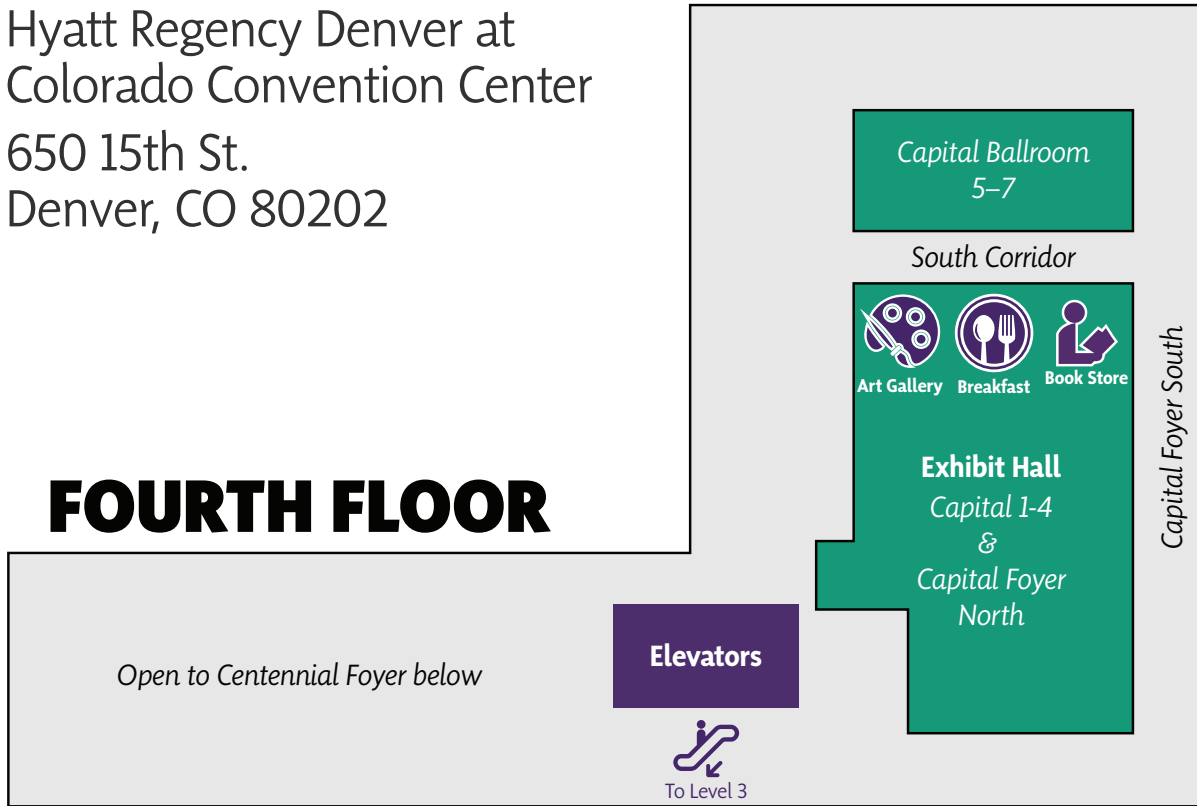 Hyatt Regency Denver at
Colorado Convention Center
650 15th St.
Denver, CO 80202
Capital Ballroom
5–7
South Corridor
Art Gallery
Breakfast
Book Store
Capital Foyer South
Exhibit Hall
Capital 1-4
&
Capital Foyer
North
FOURTH FLOOR
Open to Centennial Foyer below
Elevators
To Level 3